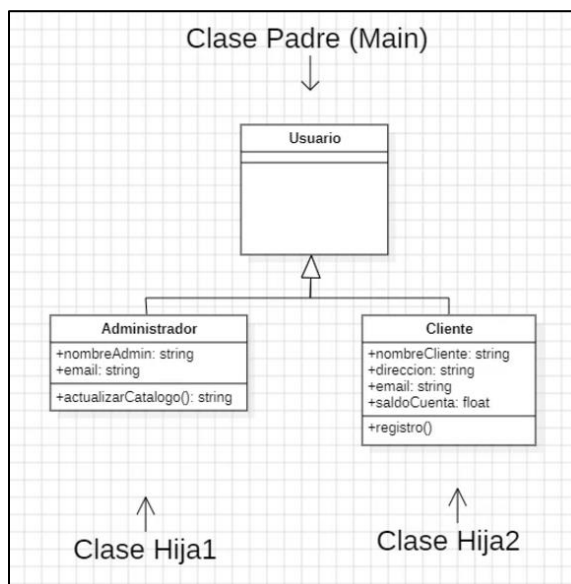 Clase Padre (Main)
Usuario
Administrador
+nombreAdmin: string
+email: string
+actualizarCatalogo(): string
Cliente
+nombreCliente: string
+direccion: string
+email: string
+saldoCuenta: float
+registro()
Clase Hija1
Clase Hija2